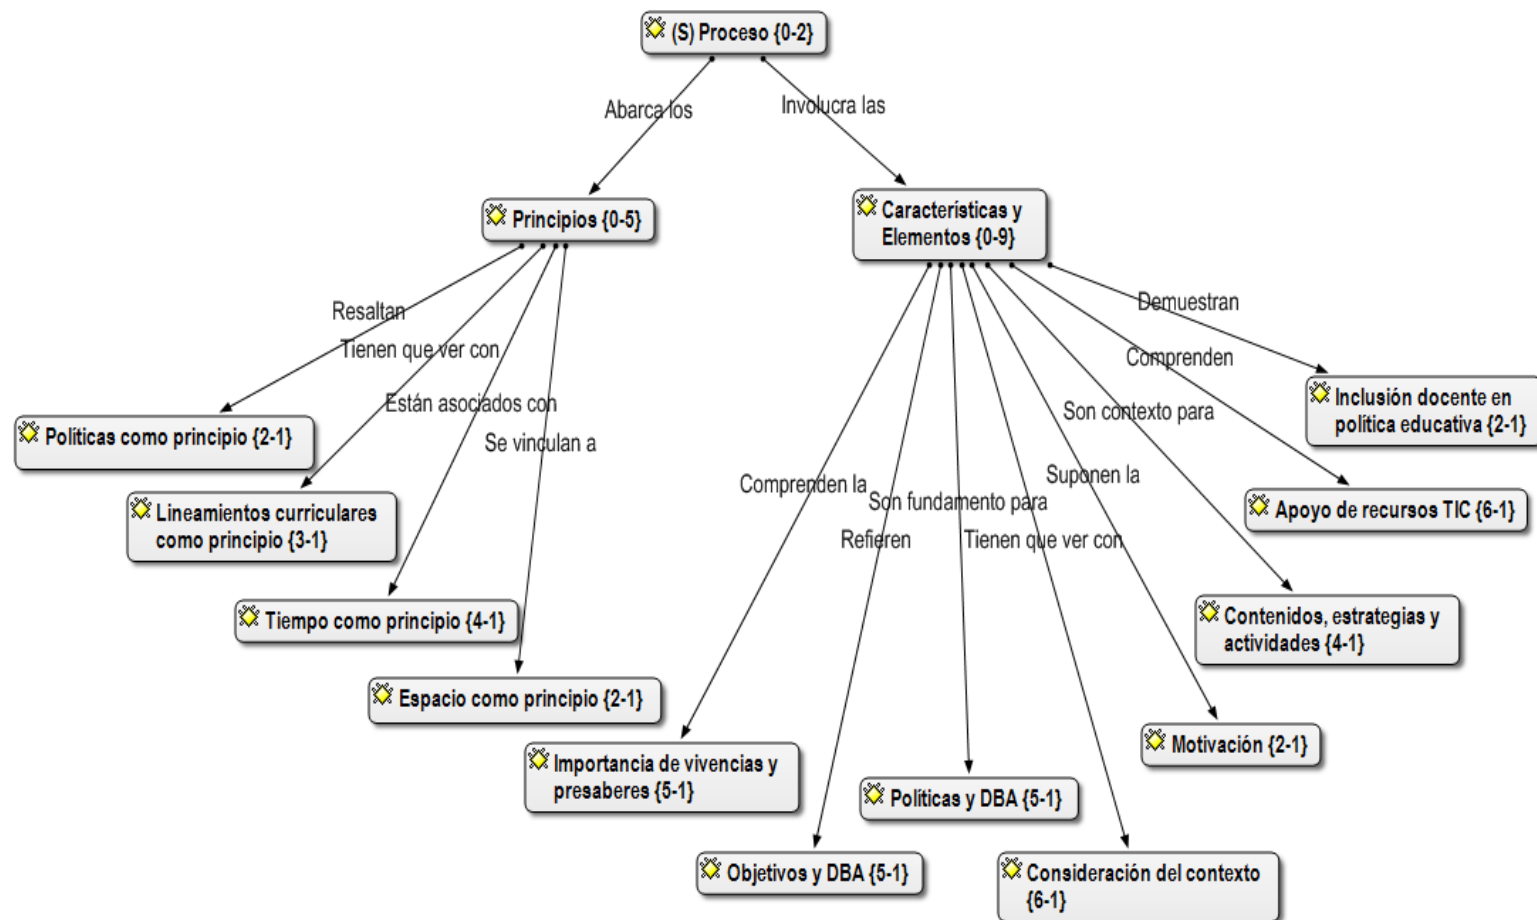 (S) Proceso {0-2}
Abarca los
Involucra las
Principios {0-5}
Características y
Elementos {0-9}
Resaltan
Tienen que ver con
Están asociados con
Se vinculan a
Demuestran
Comprenden
Son contexto para
Suponen la
Comprenden la
Son fundamento para
Refieren
Tienen que ver con
Políticas como principio {2-1}
Lineamientos curriculares
como principio {3-1}
Tiempo como principio {4-1}
Espacio como principio {2-1}
Inclusión docente en
política educativa {2-1}
Apoyo de recursos TIC {6-1}
Contenidos, estrategias y
actividades {4-1}
Motivación {2-1}
Importancia de vivencias y
presaberes {5-1}
Políticas y DBA {5-1}
Objetivos y DBA {5-1}
Consideración del contexto
{6-1}